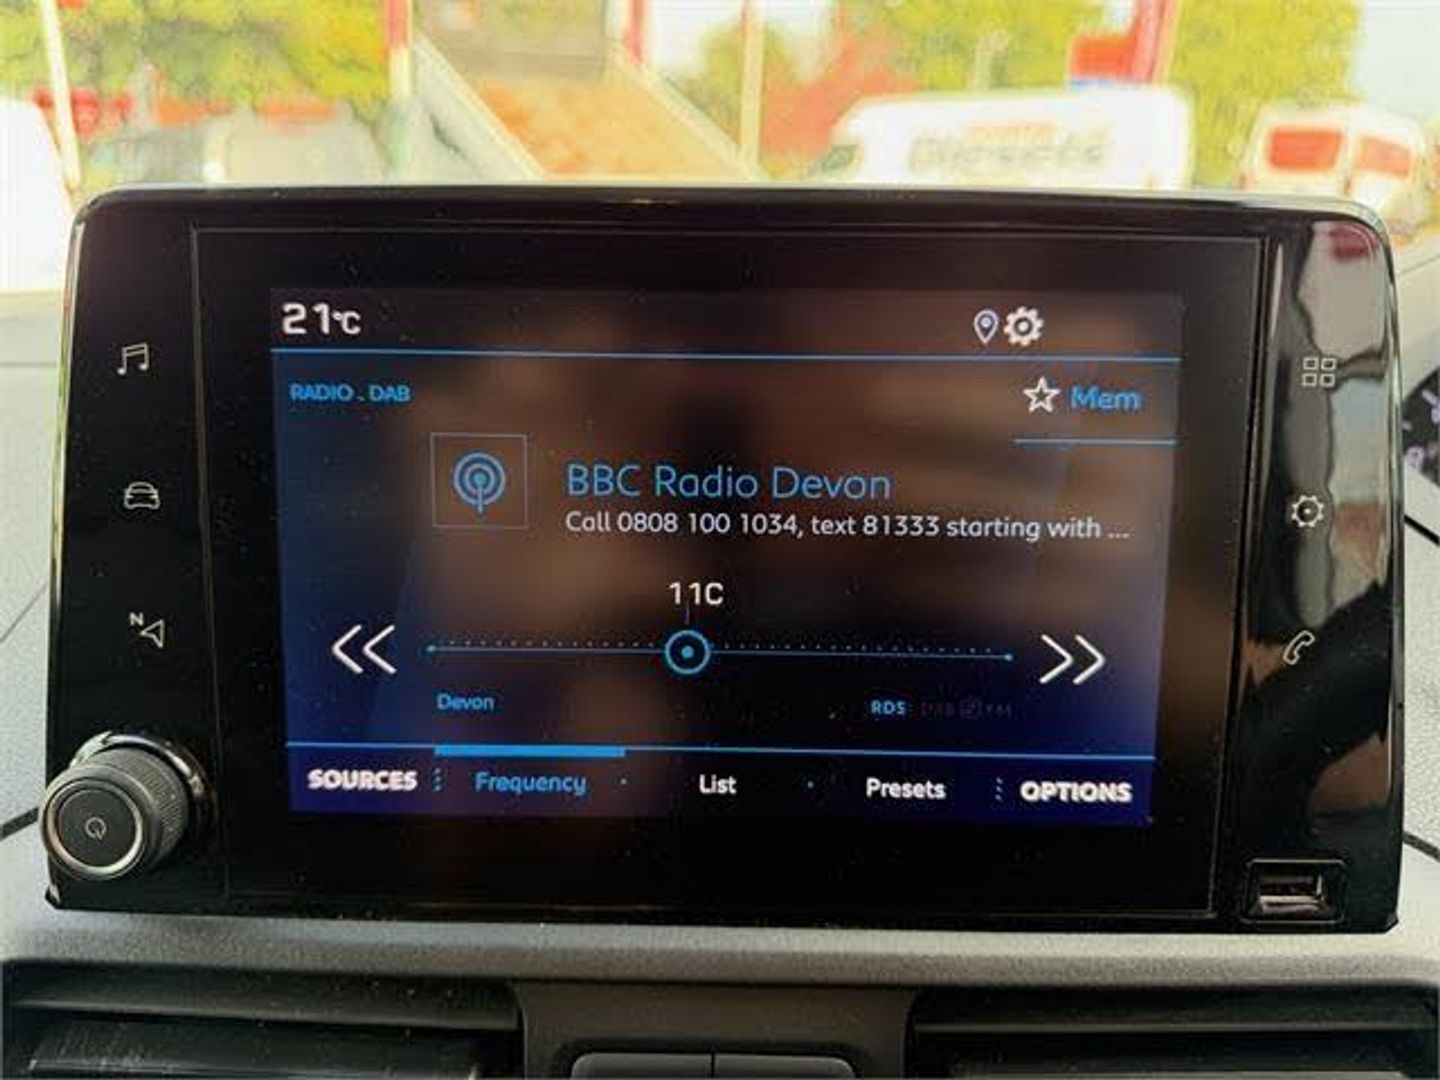 21°C
RADIO . DAB
Mem
BBC Radio Devon
Call 0808 100 1034, text 81333 starting with ...
11C
N
Devon
RDS
SOURCES Frequency List Presets OPTIONS